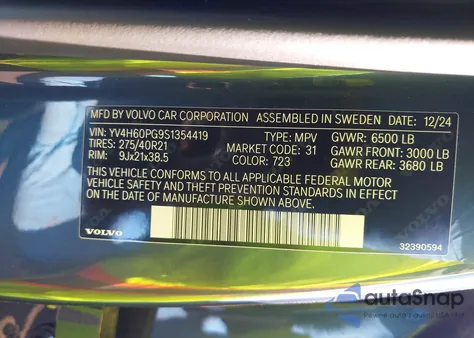 MFD BY VOLVO CAR CORPORATION ASSEMBLED IN SWEDEN DATE: 12/24
VIN: YV4H60PG9S1354419 TYPE: MPV GVWR: 6500 LB
TIRES: 275/40R21 MARKET CODE: 31 GAWR FRONT: 3000 LB
RIM: 9Jx21x38.5 COLOR: 723 GAWR REAR: 3680 LB
THIS VEHICLE CONFORMS TO ALL APPLICABLE FEDERAL MOTOR
VEHICLE SAFETY AND THEFT PREVENTION STANDARDS IN EFFECT
ON THE DATE OF MANUFACTURE SHOWN ABOVE.
VOLVO 32390594
autoSnap